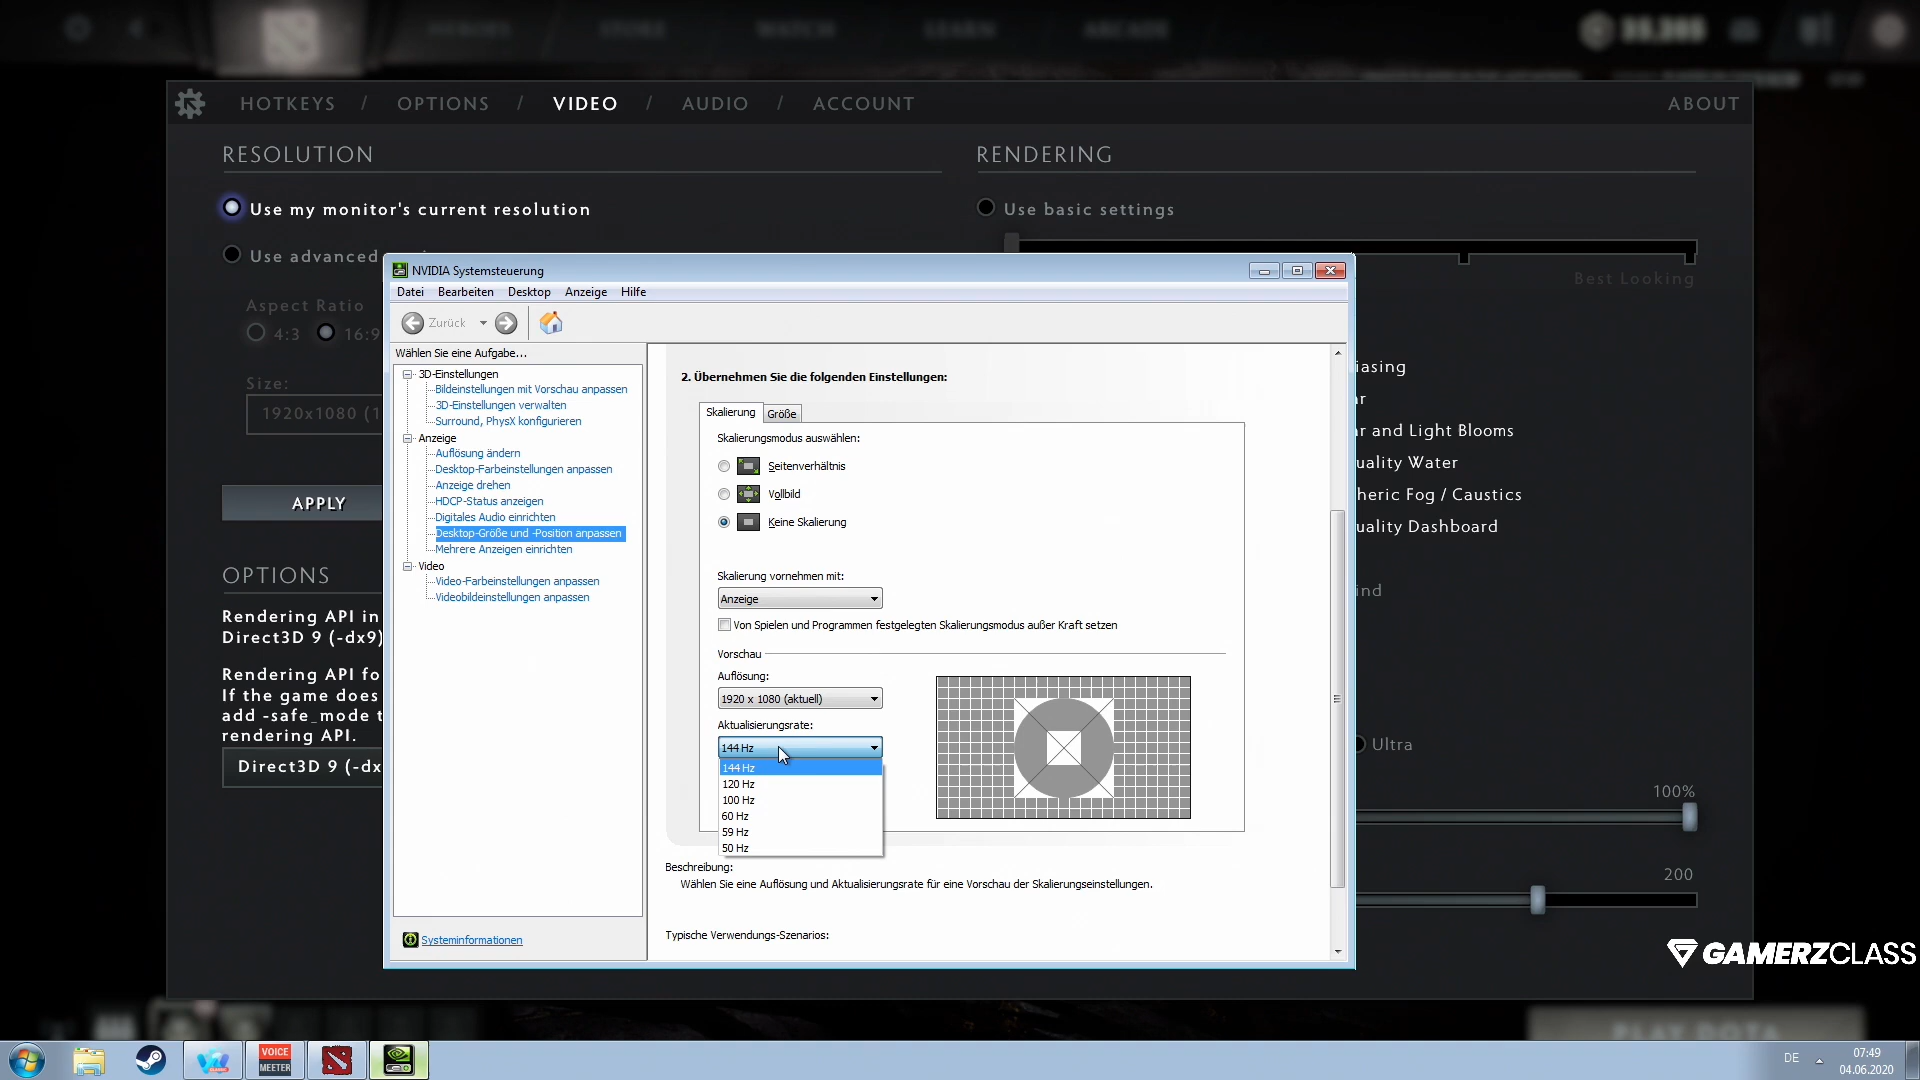 HEROES
STORE
WATCH
LEARN
ARCADE
HOTKEYS / OPTIONS / VIDEO / AUDIO / ACCOUNT
ABOUT
RESOLUTION
Use my monitor's current resolution
Use advanced
Aspect Ratio
4:3
16:9
Size:
1920x1080 (1
APPLY
OPTIONS
Rendering API in
Direct3D 9 (-dx9)
Rendering API fo
If the game does
add -safe_mode t
rendering API.
Direct3D 9 (-dx
RENDERING
Use basic settings
Best Looking
iasing
r
r and Light Blooms
uality Water
heric Fog / Caustics
uality Dashboard
ind
Ultra
100%
200
NVIDIA Systemsteuerung
Datei Bearbeiten Desktop Anzeige Hilfe
Zurück
Wählen Sie eine Aufgabe...
3D-Einstellungen
Bildeinstellungen mit Vorschau anpassen
3D-Einstellungen verwalten
Surround, PhysX konfigurieren
Anzeige
Auflösung ändern
Desktop-Farbeinstellungen anpassen
Anzeige drehen
HDCP-Status anzeigen
Digitales Audio einrichten
Desktop-Größe und -Position anpassen
Mehrere Anzeigen einrichten
Video
Video-Farbeinstellungen anpassen
Videobildeinstellungen anpassen
Systeminformationen
2. Übernehmen Sie die folgenden Einstellungen:
Skalierung Größe
Skalierungsmodus auswählen:
Seitenverhältnis
Vollbild
Keine Skalierung
Skalierung vornehmen mit:
Anzeige
Von Spielen und Programmen festgelegten Skalierungsmodus außer Kraft setzen
Vorschau
Auflösung:
1920 x 1080 (aktuell)
Aktualisierungsrate:
144 Hz
144 Hz
120 Hz
100 Hz
60 Hz
59 Hz
50 Hz
Beschreibung:
Wählen Sie eine Auflösung und Aktualisierungsrate für eine Vorschau der Skalierungseinstellungen.
Typische Verwendungs-Szenarios:
GAMERZCLASS
PLAY DOTA
VOICE
MEETER
DE
07:49
04.06.2020